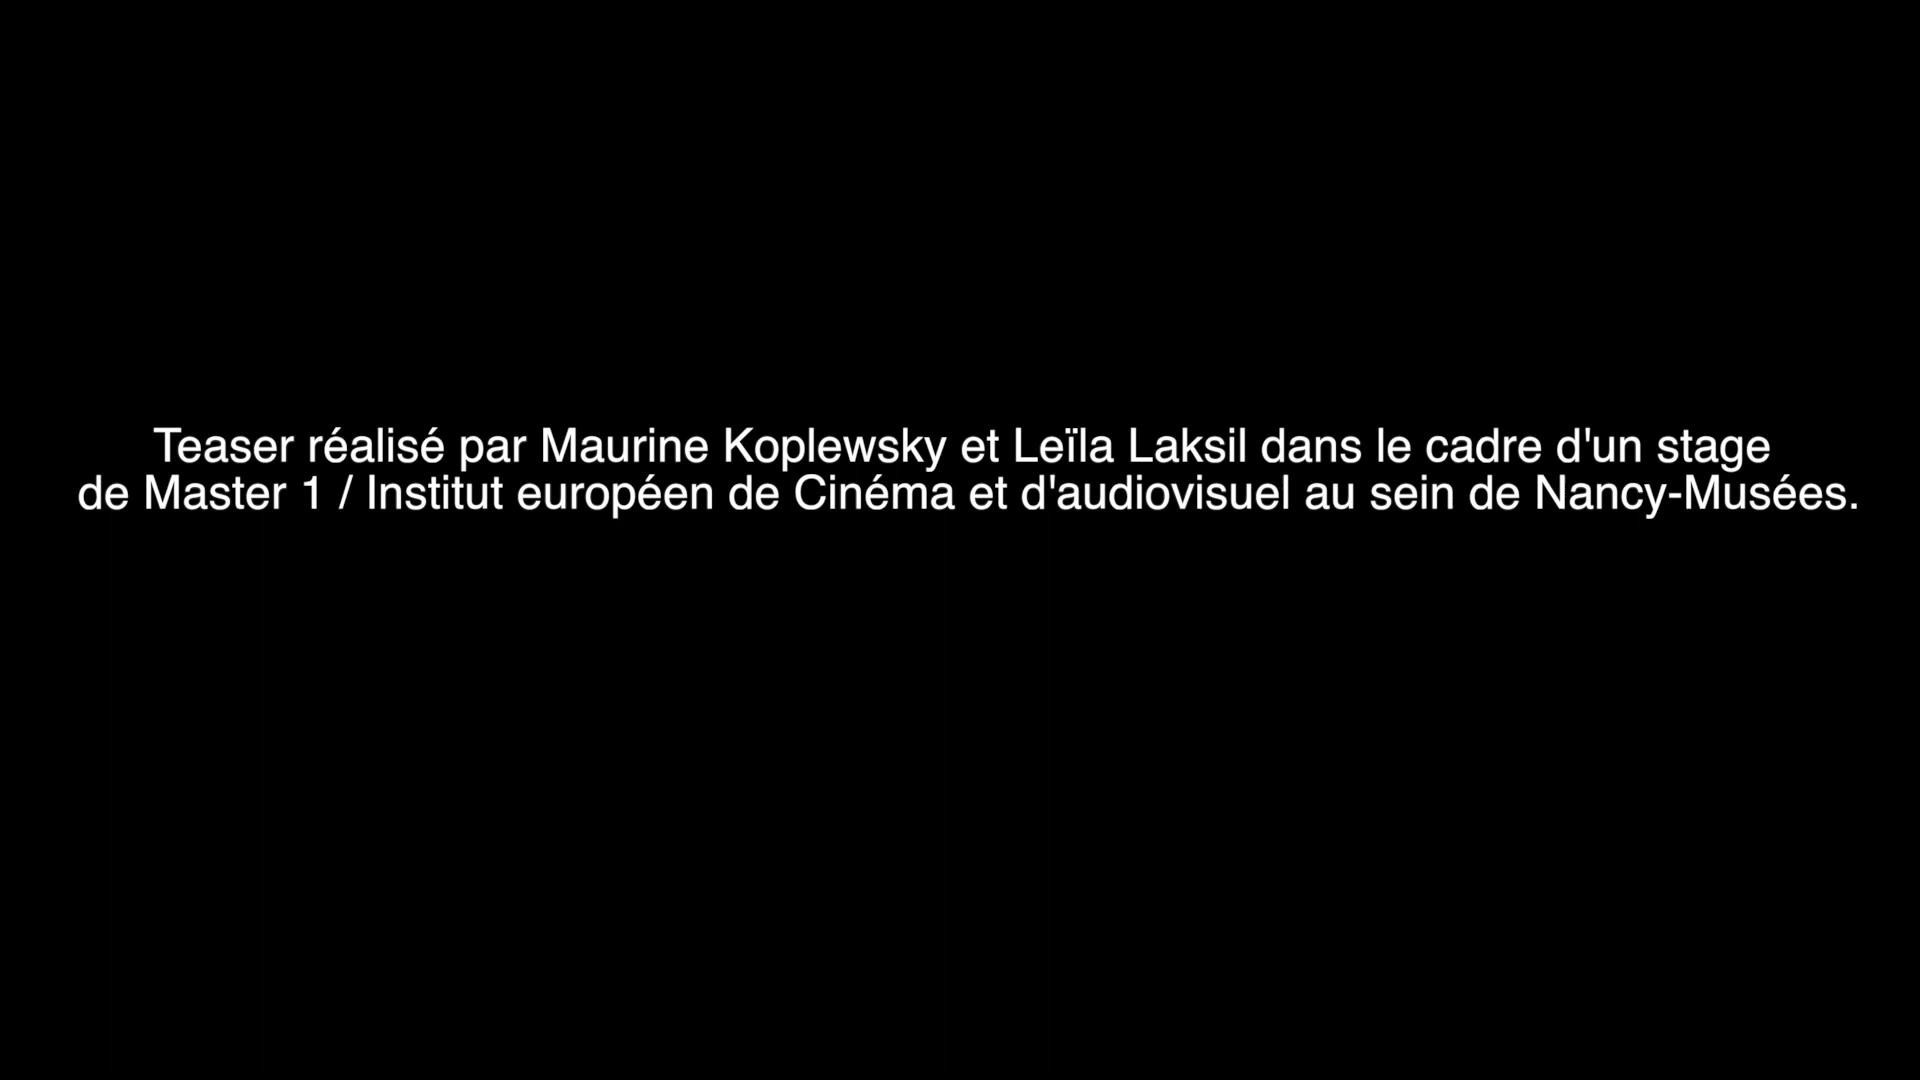 Teaser réalisé par Maurine Koplewsky et Leïla Laksil dans le cadre d'un stage
de Master 1 / Institut européen de Cinéma et d'audiovisuel au sein de Nancy-Musées.